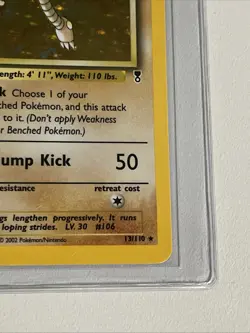 ength: 4' 11", Weight: 110 lbs.
k Choose 1 of your
ched Pokémon, and this attack
to it. (Don't apply Weakness
r Benched Pokémon.)
ump Kick 50
esistance retreat cost
gs lengthen progressively. It runs
loping strides. LV. 30 #106
© 2002 Pokémon/Nintendo. 13/110 ★